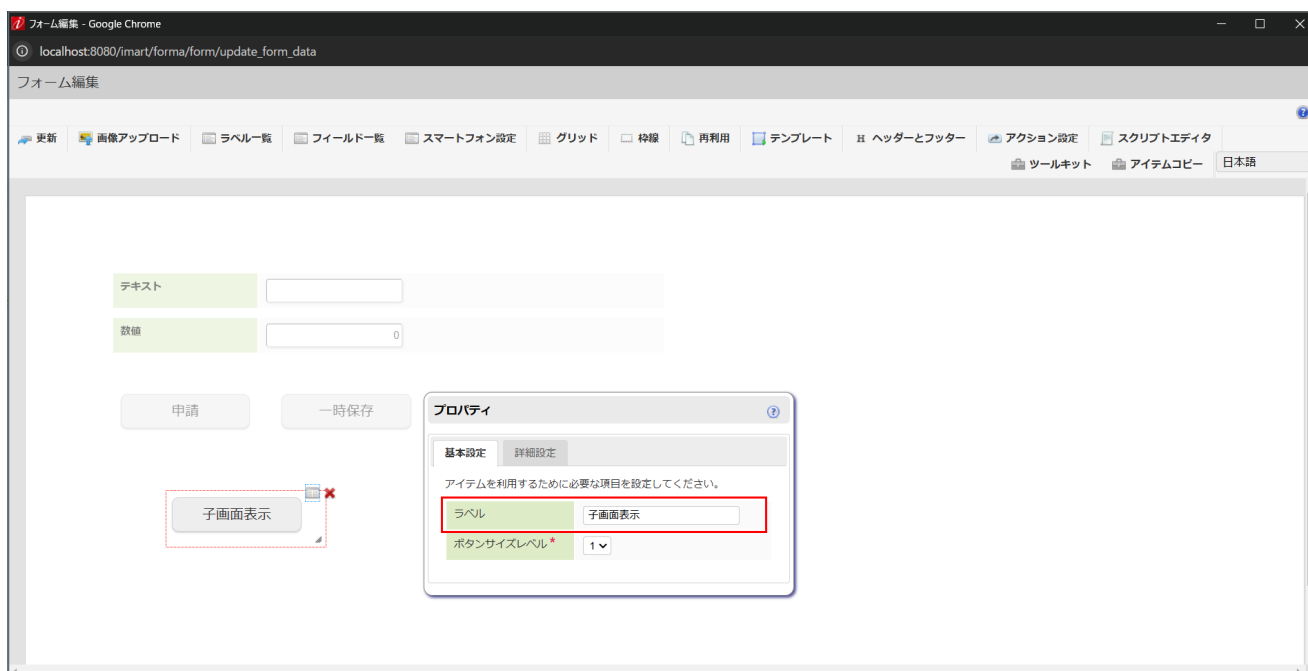 フォーム編集 - Google Chrome
localhost:8080/imart/forma/form/update_form_data
フォーム編集
更新 画像アップロード ラベル一覧 フィールド一覧 スマートフォン設定 グリッド 枠線 再利用 テンプレート H ヘッダーとフッター アクション設定 スクリプトエディタ
ツールキット アイテムコピー 日本語
テキスト
数値 0
申請 一時保存
プロパティ
基本設定 詳細設定
アイテムを利用するために必要な項目を設定してください。
ラベル 子画面表示
子画面表示
ボタンサイズレベル* 1